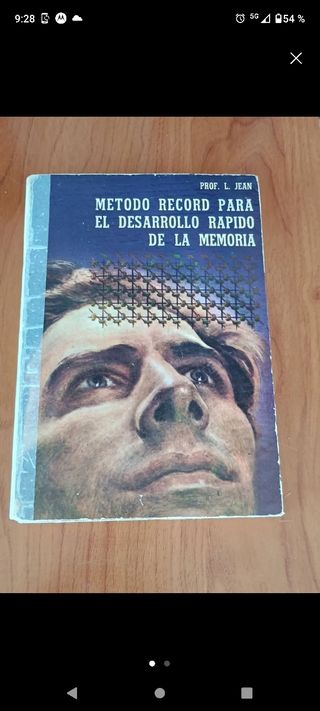 9:28
5G
54 %
PROF. L. JEAN
METODO RECORD PARA
EL DESARROLLO RAPIDO
DE LA MEMORIA